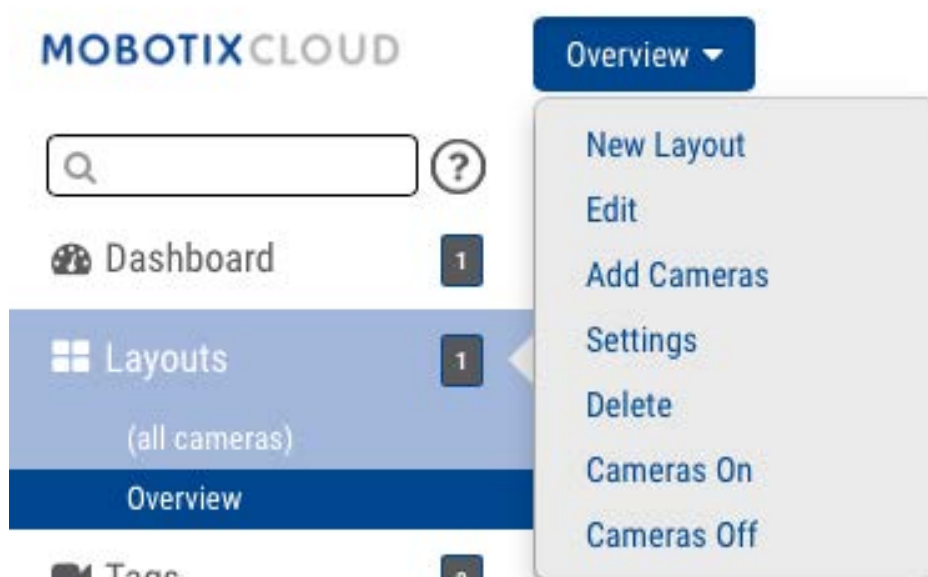 MOBOTIXCLOUD
Overview
Dashboard
1
Layouts
1
(all cameras)
Overview
Tags
New Layout
Edit
Add Cameras
Settings
Delete
Cameras On
Cameras Off